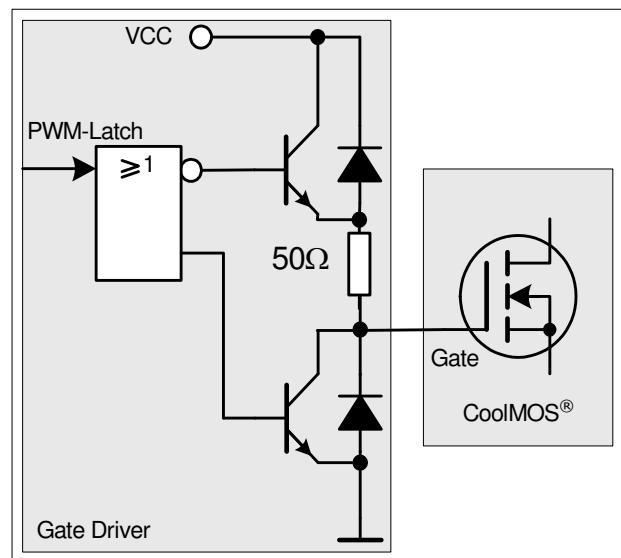 VCC
PWM-Latch
≥1
50Ω
Gate
CoolMOS®
Gate Driver